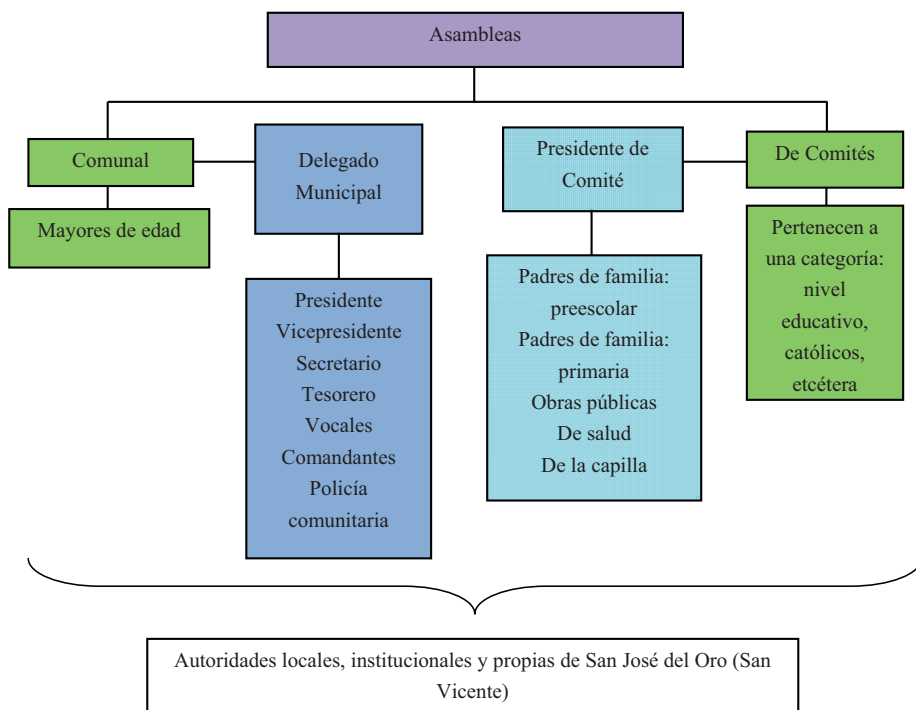 Asambleas
Comunal
Mayores de edad
Delegado
Municipal
Presidente
Vicepresidente
Secretario
Tesorero
Vocales
Comandantes
Policía
comunitaria
Presidente de
Comité
Padres de familia:
preescolar
Padres de familia:
primaria
Obras públicas
De salud
De la capilla
De Comités
Pertenecen a
una categoría:
nivel
educativo,
católicos,
etcétera
Autoridades locales, institucionales y propias de San José del Oro (San
Vicente)